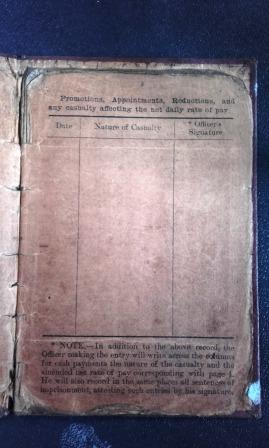 Promotions, Appointments, Reductions, and
any casualty affecting the net daily rate of pay
Date Nature of Casualty * Officer's
Signature
* NOTE.—In addition to the above record, the
Officer making the entry will write across the columns
for cash payments the nature of the casualty and the
amended net rate of pay corresponding with page 4.
He will also record in the same places all sentences of
imprisonment, attesting such entries by his signature.